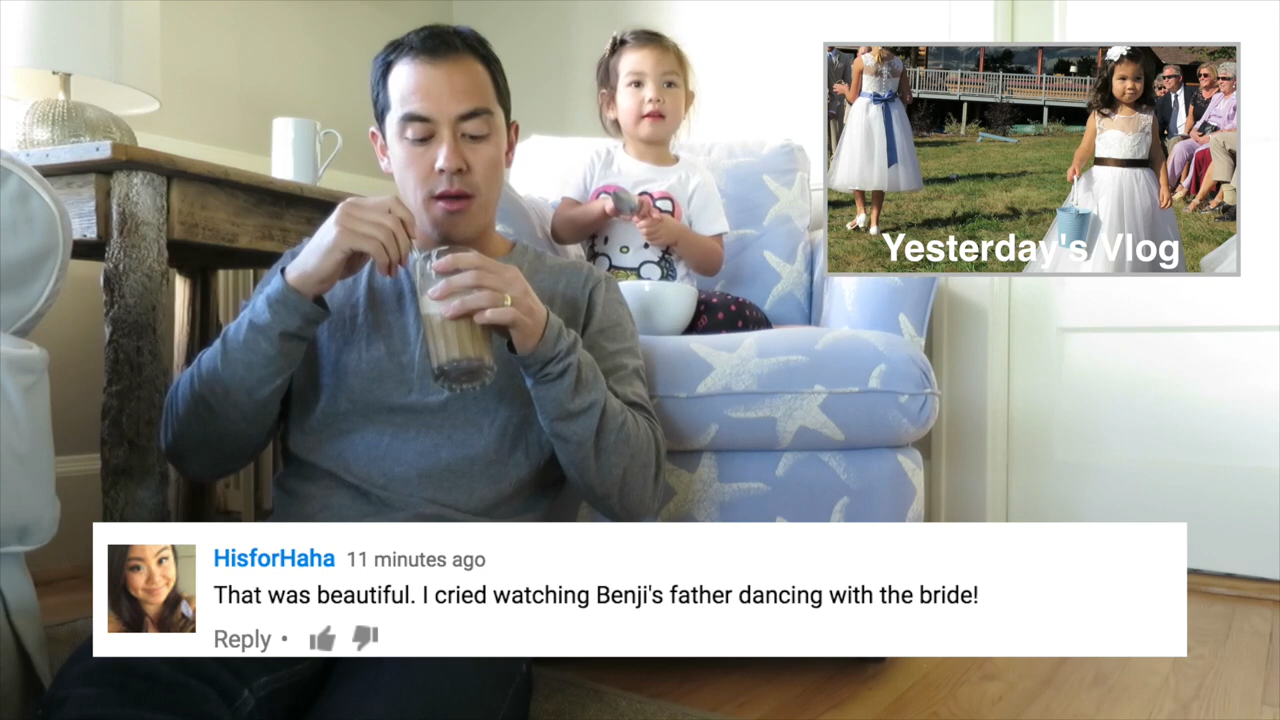 Yesterday's Vlog
HisforHaha 11 minutes ago
That was beautiful. I cried watching Benji's father dancing with the bride!
Reply •